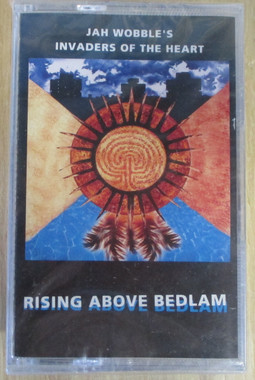 JAH WOBBLE'S
INVADERS OF THE HEART
RISING ABOVE BEDLAM